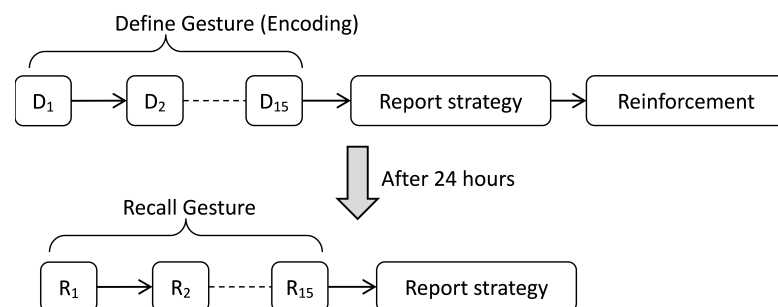 Define Gesture (Encoding)
D₁ D₂ D₁₅ Report strategy Reinforcement
After 24 hours
Recall Gesture
R₁ R₂ R₁₅ Report strategy